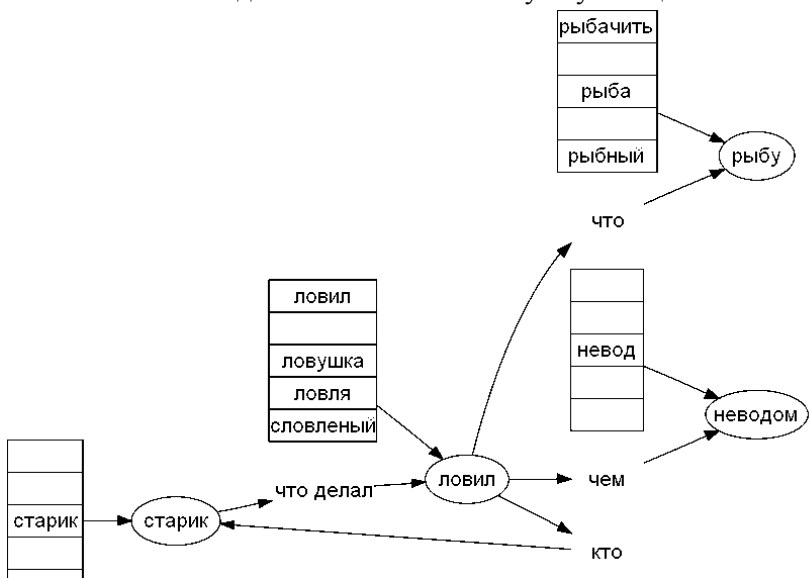 рыбачить
рыба
рыбный
рыбу
что
ловил
ловушка
ловля
словленый
невод
неводом
старик
старик
что делал
ловил
чем
кто